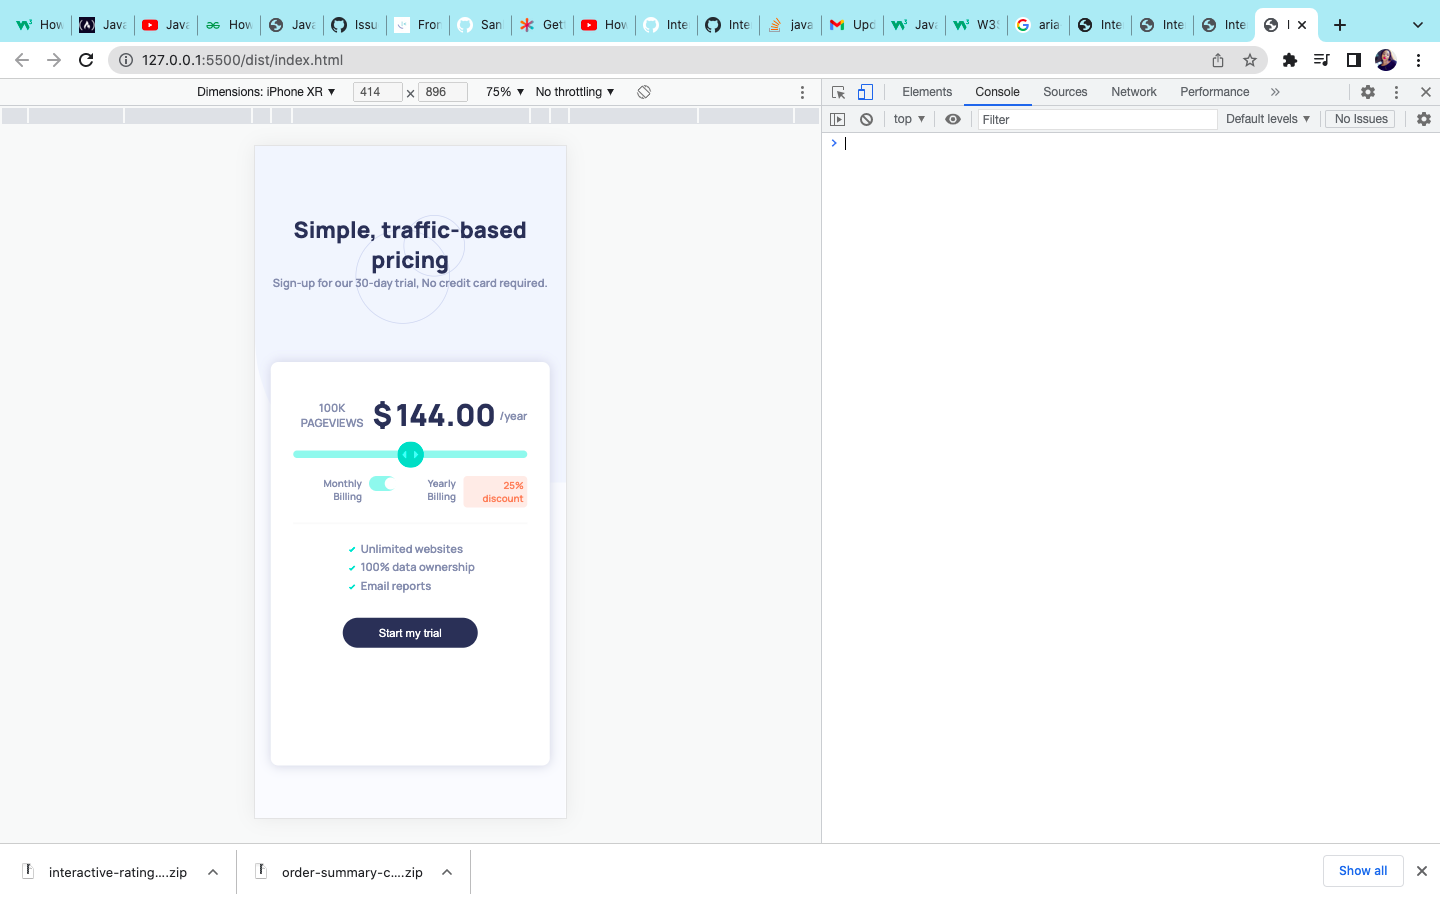 How
Java
Java
How
Java
Issu
Fron
San
Gett
How
Inte
Inte
java
Upd
Java
W3S
aria
Inte
Inte
Inte
127.0.0.1:5500/dist/index.html
Dimensions: iPhone XR ▼ 414 × 896 75% ▼ No throttling ▼
Elements Console Sources Network Performance »
top ▼ Filter Default levels ▼ No Issues
Simple, traffic-based
pricing
Sign-up for our 30-day trial, No credit card required.
100K
PAGEVIEWS
$144.00 /year
Monthly
Billing
Yearly
Billing
25%
discount
Unlimited websites
100% data ownership
Email reports
Start my trial
interactive-rating....zip
order-summary-c....zip
Show all